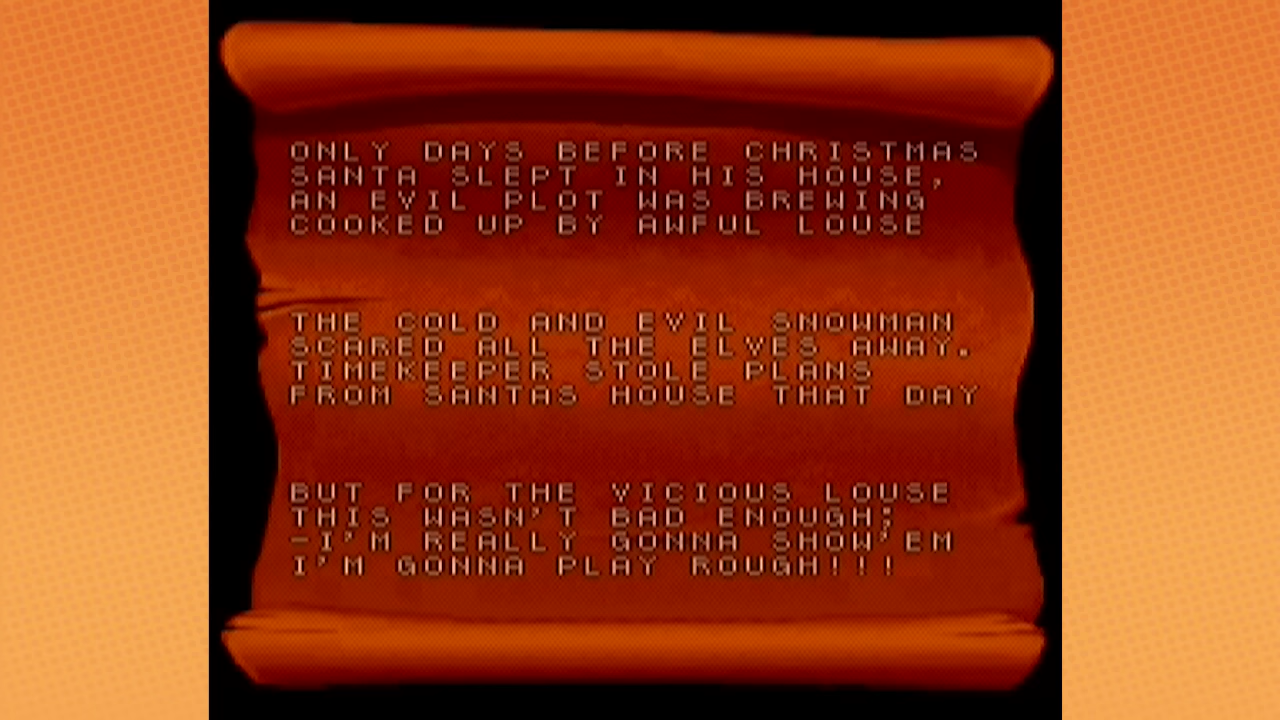 ONLY DAYS BEFORE CHRISTMAS
SANTA SLEPT IN HIS HOUSE,
AN EVIL PLOT WAS BREWING
COOKED UP BY AWFUL LOUSE
THE COLD AND EVIL SNOWMAN
SCARED ALL THE ELVES AWAY.
TIMEKEEPER STOLE PLANS
FROM SANTAS HOUSE THAT DAY
BUT FOR THE VICIOUS LOUSE
THIS WASN'T BAD ENOUGH;
-I'M REALLY GONNA SHOW'EM
I'M GONNA PLAY ROUGH!!!